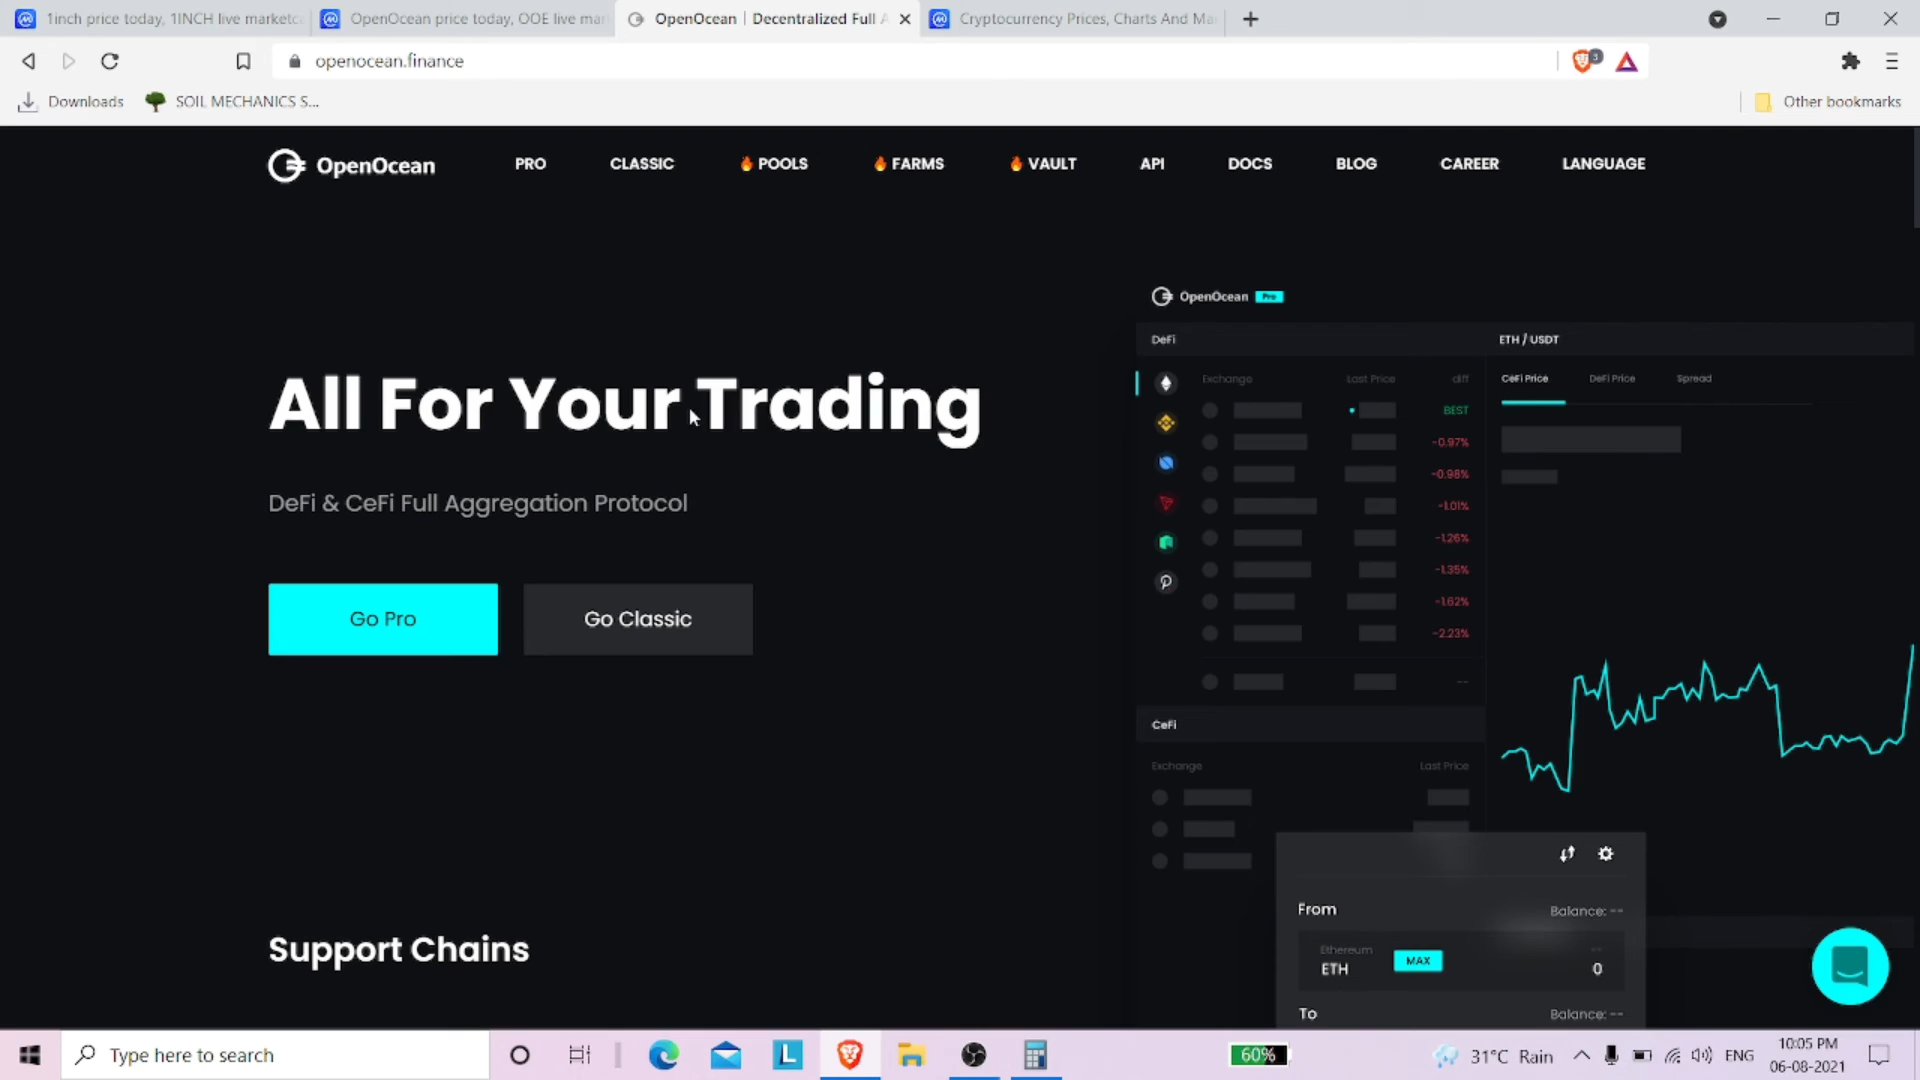 1inch price today, 1INCH live marketc
OpenOcean price today, OOE live mar
OpenOcean | Decentralized Full A
Cryptocurrency Prices, Charts And Ma
openocean.finance
3
Downloads
SOIL MECHANICS S...
Other bookmarks
OpenOcean
PRO
CLASSIC
POOLS
FARMS
VAULT
API
DOCS
BLOG
CAREER
LANGUAGE
All For Your Trading
DeFi & CeFi Full Aggregation Protocol
Go Pro
Go Classic
Support Chains
OpenOcean Pro
DeFi
Exchange Last Price diff
BEST
-0.97%
-0.98%
-1.01%
-1.26%
-1.35%
-1.62%
-2.23%
--
ETH / USDT
CeFi Price DeFi Price Spread
CeFi
Exchange Last Price
From Balance: --
Ethereum --
ETH MAX 0
To Balance: --
Type here to search
L
60%
31°C Rain
ENG
10:05 PM
06-08-2021